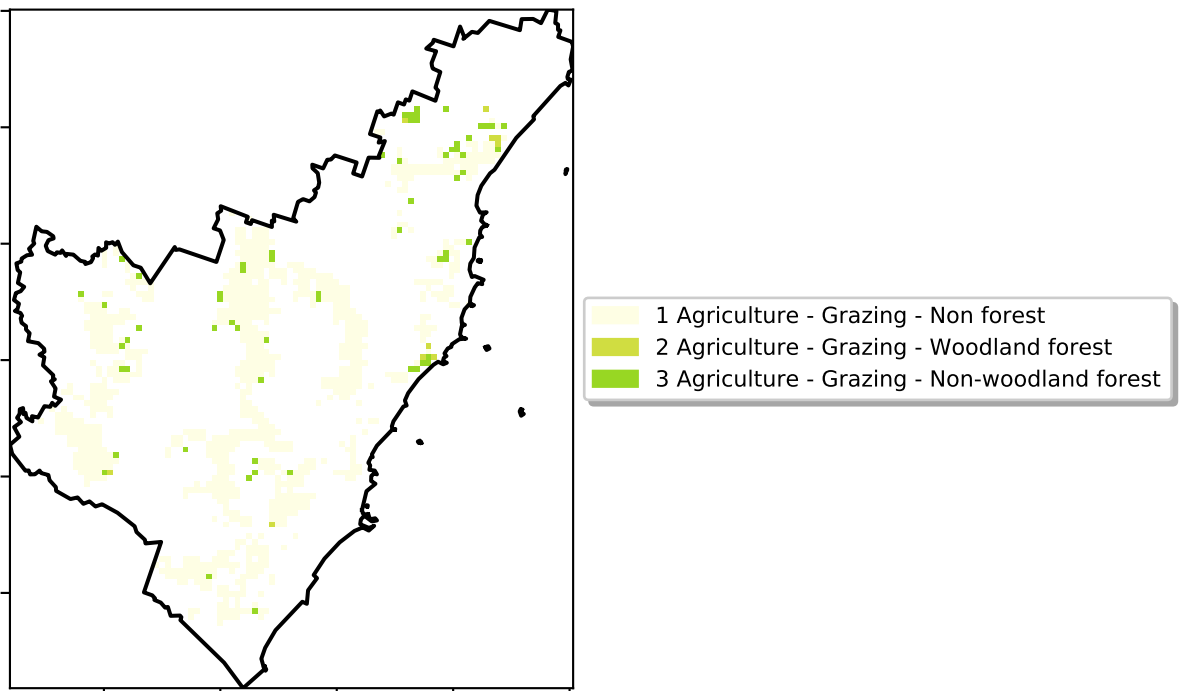 1 Agriculture - Grazing - Non forest
2 Agriculture - Grazing - Woodland forest
3 Agriculture - Grazing - Non-woodland forest